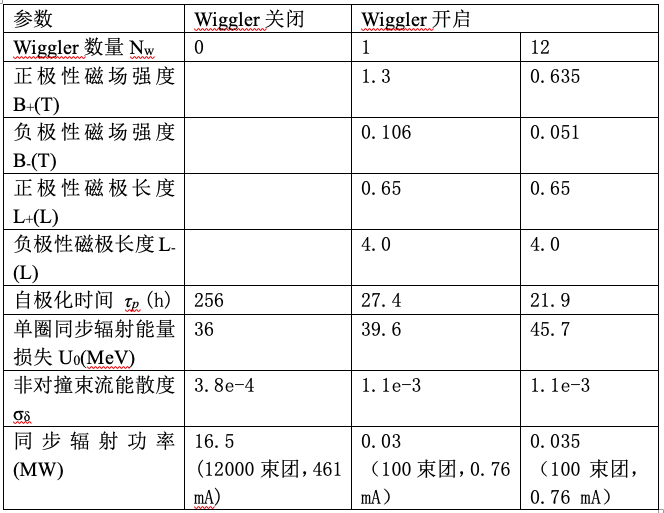 参数 Wiggler 关闭 Wiggler 开启
Wiggler 数量 Nw 0 1 12
正极性磁场强度 1.3 0.635
B+(T)
负极性磁场强度 0.106 0.051
B-(T)
正极性磁极长度 0.65 0.65
L+(L)
负极性磁极长度 L- 4.0 4.0
(L)
自极化时间 τp (h) 256 27.4 21.9
单圈同步辐射能量 36 39.6 45.7
损失 U0(MeV)
非对撞束流能散度 3.8e-4 1.1e-3 1.1e-3
σδ
同步辐射功率 16.5 0.03 0.035
(MW) (12000 束团，461 （100 束团，0.76 （100 束团，
mA) mA） 0.76 mA）